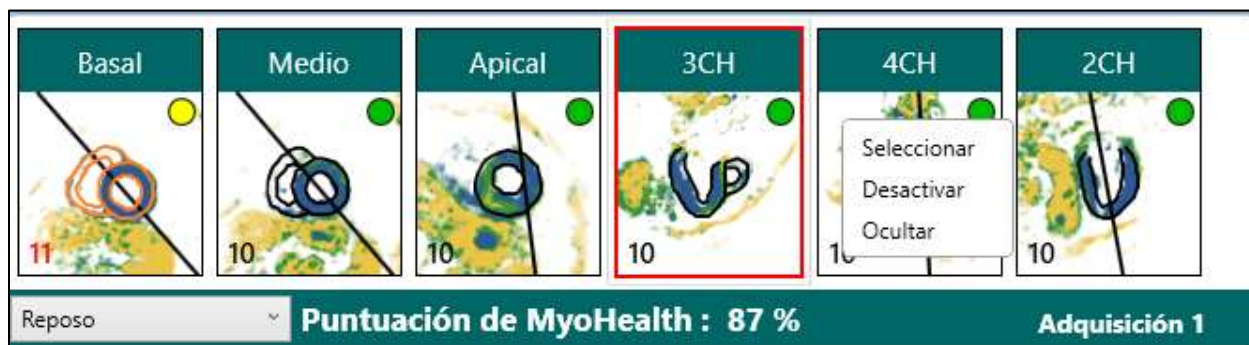 Basal
Medio
Apical
3CH
4CH
2CH
11
10
10
10
10
Seleccionar
Desactivar
Ocultar
Reposo
Puntuación de MyoHealth : 87 %
Adquisición 1